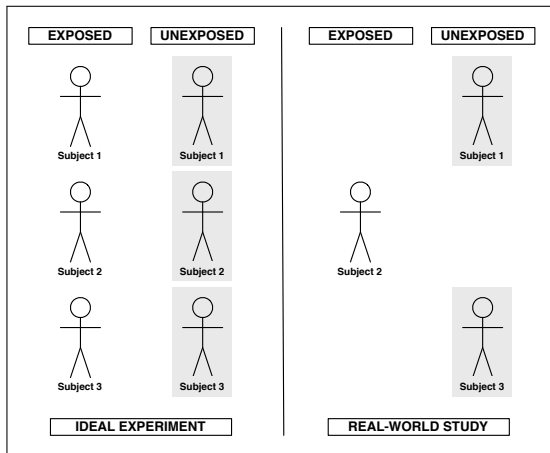 EXPOSED
UNEXPOSED
EXPOSED
UNEXPOSED
Subject 1
Subject 1
Subject 1
Subject 2
Subject 2
Subject 2
Subject 3
Subject 3
Subject 3
IDEAL EXPERIMENT
REAL-WORLD STUDY